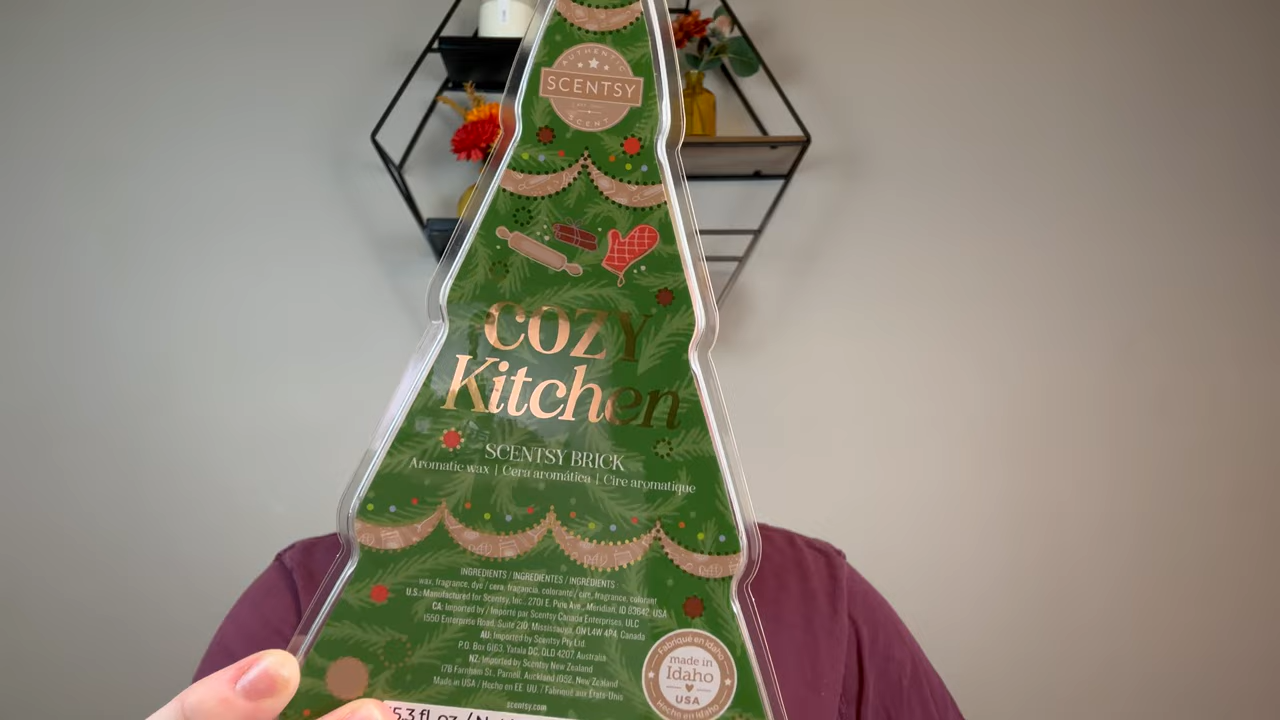 AUTHENTIC
SCENTSY
SCENT
COZY
Kitchen
SCENTSY BRICK
Aromatic wax | Cera aromática | Cire aromatique
INGREDIENTS / INGREDIENTES / INGRÉDIENTS
wax, fragrance, dye / cera, fragancia, colorante / cire, fragrance, colorant
U.S.: Manufactured for Scentsy, Inc., 2701 E. Pine Ave., Meridian, ID 83642, USA
CA: Imported by / Importé par Scentsy Canada Enterprises, ULC
1550 Enterprise Road, Suite 210, Mississauga, ON L4W 4P4, Canada
AU: Imported by Scentsy Pty Ltd.
P.O. Box 6163, Yatala DC, QLD 4207, Australia
NZ: Imported by Scentsy New Zealand
17B Farnham St., Parnell, Auckland 1052, New Zealand
Made in USA / Hecho en EE. UU. / Fabriqué aux États-Unis
scentsy.com
Fabriqué en Idaho
made in
Idaho
USA
Hecho en Idaho
5.3 fl oz /